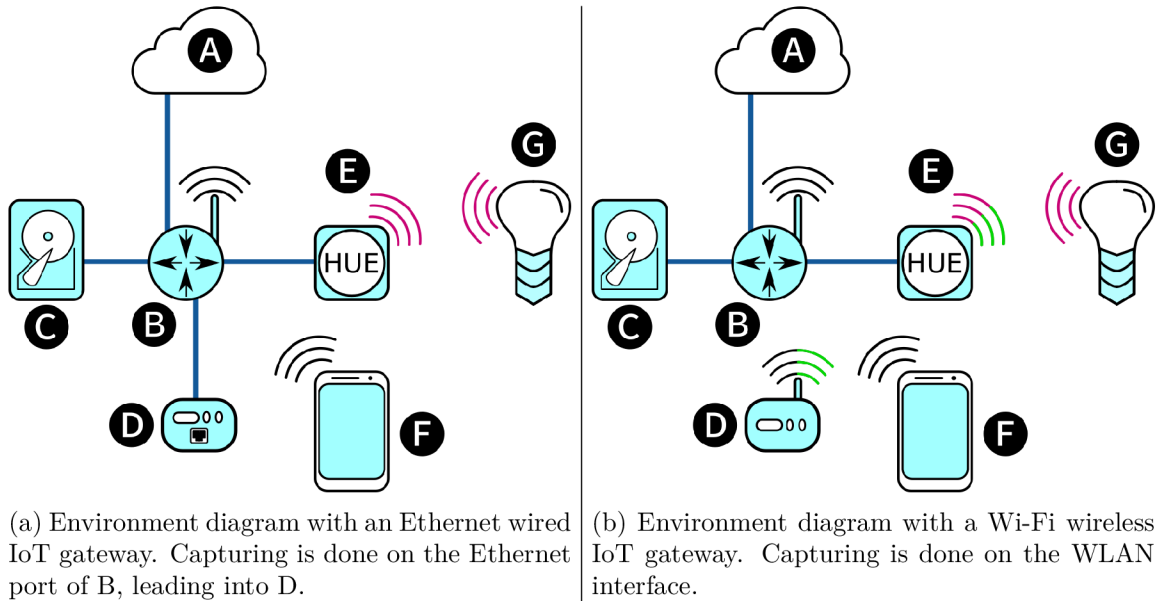 A
G
E
HUE
C
B
D
F
(a) Environment diagram with an Ethernet wired
IoT gateway. Capturing is done on the Ethernet
port of B, leading into D.
A
G
E
HUE
C
B
D
F
(b) Environment diagram with a Wi-Fi wireless
IoT gateway. Capturing is done on the WLAN
interface.